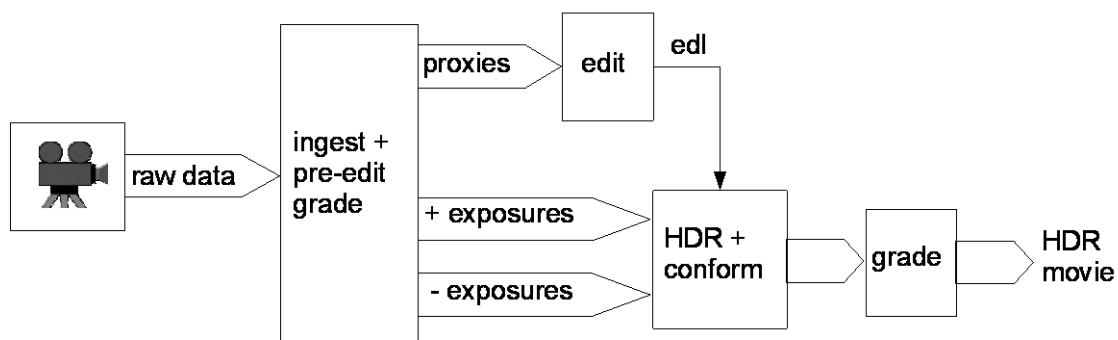 raw data
ingest +
pre-edit
grade
proxies
edit
edl
+ exposures
- exposures
HDR +
conform
grade
HDR
movie